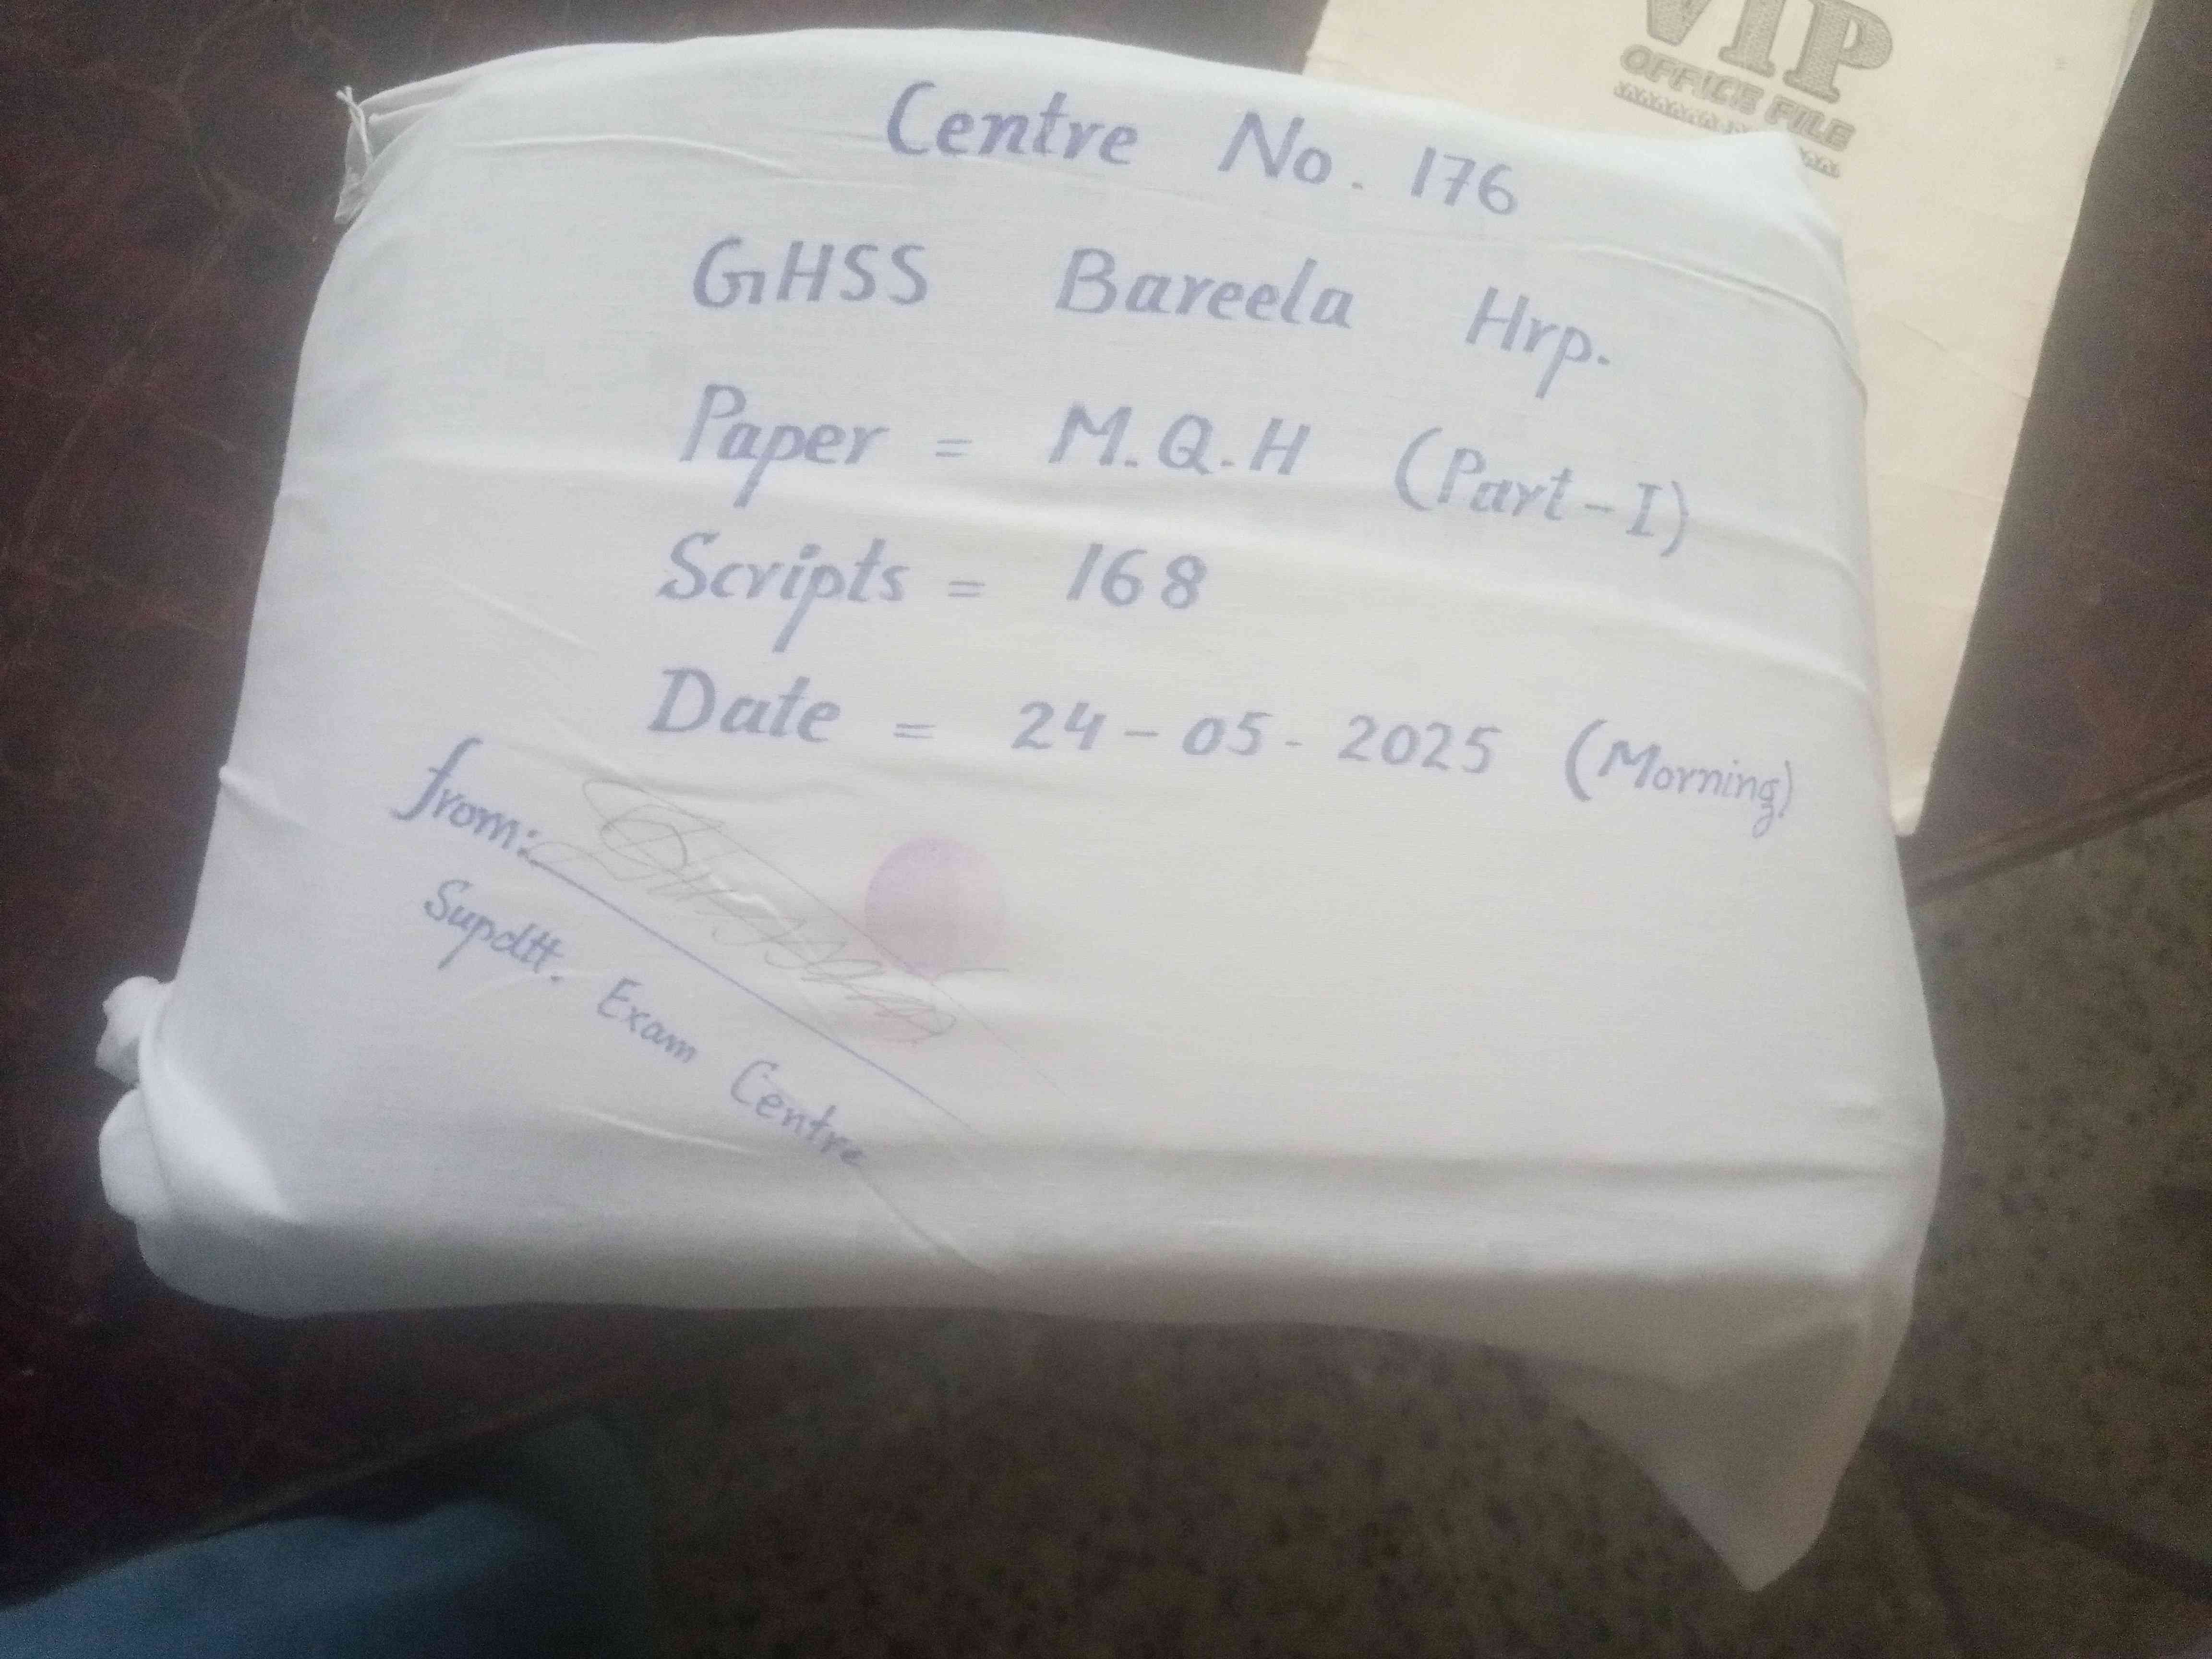 VIP
OFFICE FILE
Centre No. 176
GHSS Bareela Hrp.
Paper = M.Q.H (Part-I)
Scripts = 168
Date = 24-05-2025 (Morning)
from:
Supdtt. Exam Centre